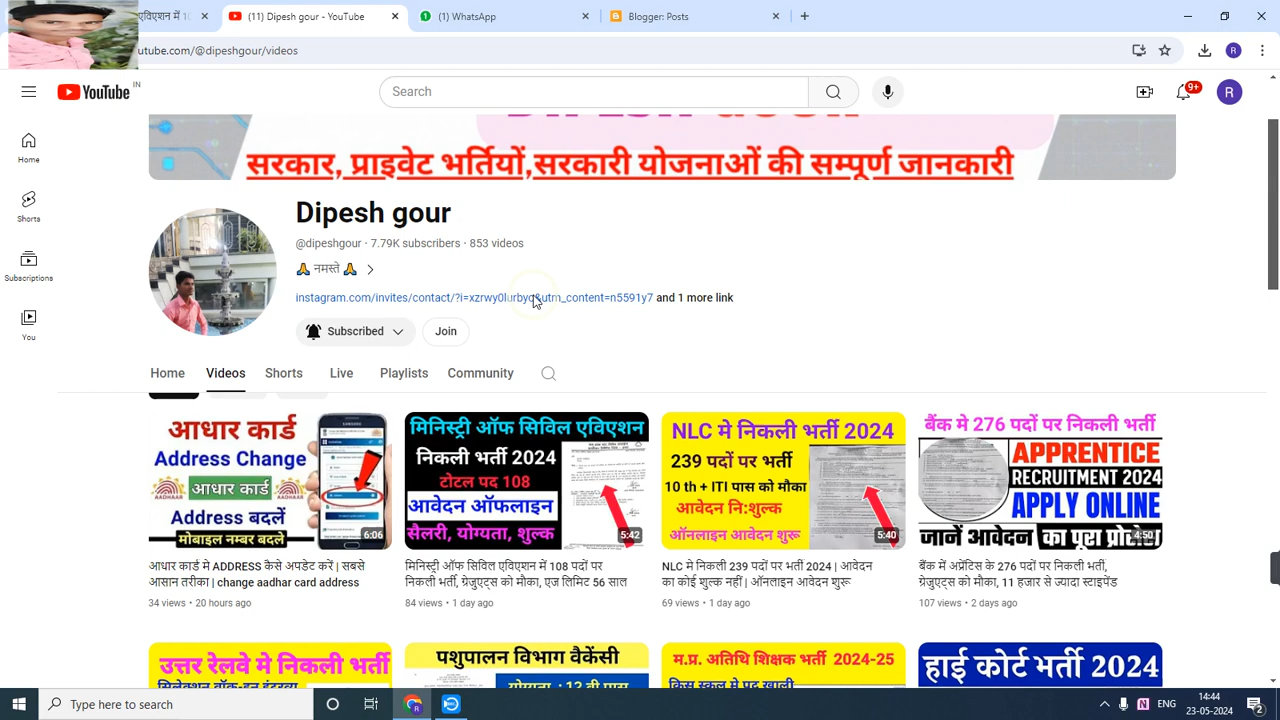 एविएशन में 1
(11) Dipesh gour - YouTube
(1) WhatsApp
Blogger: Posts
utube.com/@dipeshgour/videos
R
YouTube IN
Search
9+
R
Home
Shorts
Subscriptions
You
सरकार, प्राइवेट भर्तियों,सरकारी योजनाओं की सम्पूर्ण जानकारी
Dipesh gour
@dipeshgour · 7.79K subscribers · 853 videos
🙏 नमस्ते 🙏
instagram.com/invites/contact/?i=xzrwy0lurbyq&utm_content=n5591y7 and 1 more link
Subscribed
Join
Home Videos Shorts Live Playlists Community
आधार कार्ड
Address Change
आधार कार्ड
AADHAAR
AADHAAR
Address बदलें
मोबाइल नम्बर बदले
6:06
आधार कार्ड मे ADDRESS कैसे अपडेट करें | सबसे
आसान तरीका | change aadhar card address
34 views · 20 hours ago
मिनिस्ट्री ऑफ सिविल एविएशन
निकली भर्ती 2024
टोटल पद 108
आवेदन ऑफलाइन
सैलरी, योग्यता, शुल्क
5:42
मिनिस्ट्री ऑफ सिविल एविएशन में 108 पदों पर
निकली भर्ती, ग्रेजुएट्स को मौका, एज लिमिट 56 साल
84 views · 1 day ago
NLC मे निकली भर्ती 2024
239 पदों पर भर्ती
10 th + ITI पास को मौका
आवेदन नि:शुल्क
ऑनलाइन आवेदन शुरू
5:40
NLC मे निकली 239 पदों पर भर्ती 2024 | आवेदन
का कोई शुल्क नहीं | ऑनलाइन आवेदन शुरू
69 views · 1 day ago
बैंक मे 276 पदों पर निकली भर्ती
APPRENTICE
RECRUITMENT 2024
APPLY ONLINE
जानें आवेदन का पूरा
4:50
बैंक में अप्रेंटिस के 276 पदों पर निकली भर्ती,
ग्रेजुएट्स को मौका, 11 हजार से ज्यादा स्टाइपेंड
107 views · 2 days ago
उत्तर रेलवे मे निकली भर्ती
पशुपालन विभाग वैकेंसी
म.प्र. अतिथि शिक्षक भर्ती 2024-25
हाई कोर्ट भर्ती 2024
Type here to search
R
ENG
14:44
23-05-2024
2